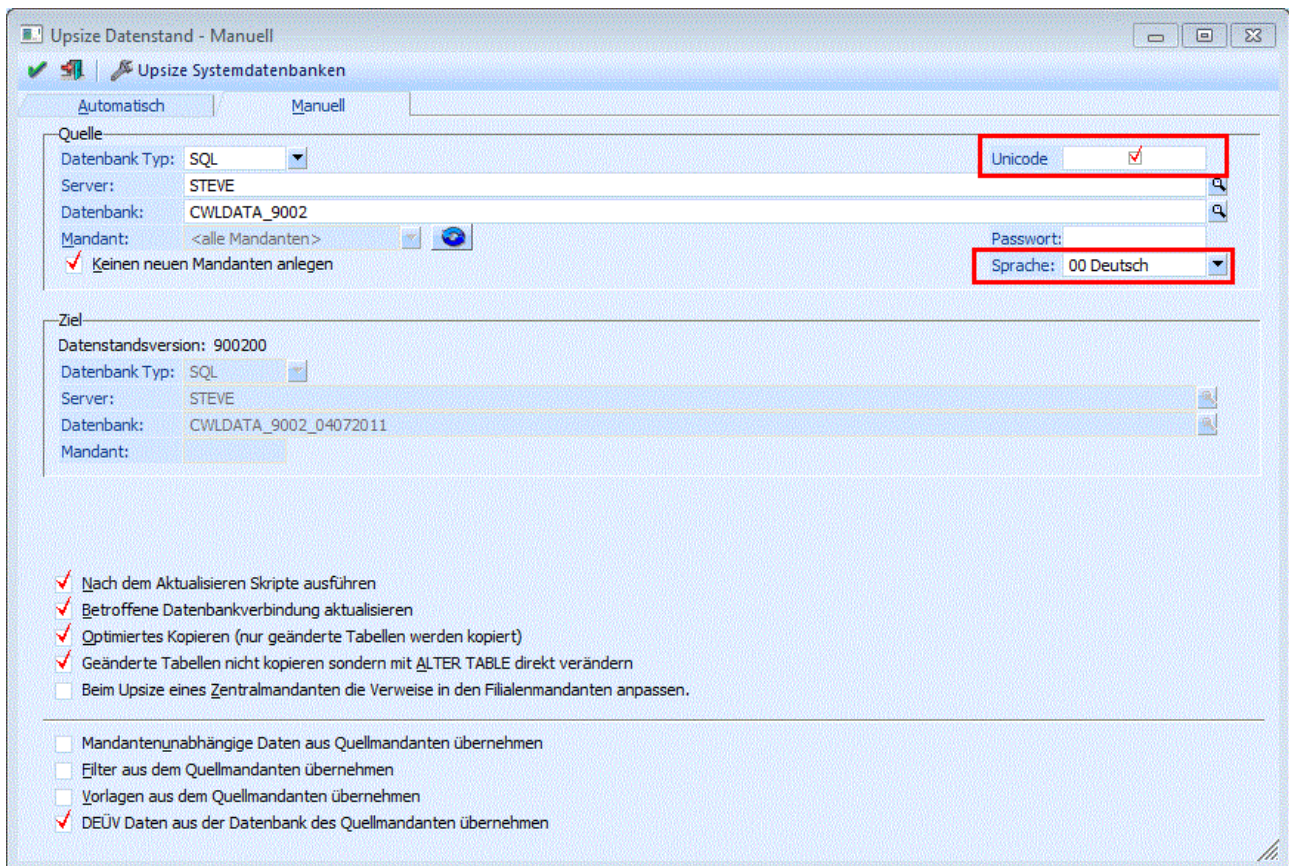 Upsize Datenstand - Manuell
Upsize Systemdatenbanken
Automatisch Manuell
Quelle
Datenbank Typ: SQL Unicode
Server: STEVE
Datenbank: CWLDATA_9002
Mandant: <alle Mandanten> Passwort:
Keinen neuen Mandanten anlegen Sprache: 00 Deutsch
Ziel
Datenstandsversion: 900200
Datenbank Typ: SQL
Server: STEVE
Datenbank: CWLDATA_9002_04072011
Mandant:
Nach dem Aktualisieren Skripte ausführen
Betroffene Datenbankverbindung aktualisieren
Optimiertes Kopieren (nur geänderte Tabellen werden kopiert)
Geänderte Tabellen nicht kopieren sondern mit ALTER TABLE direkt verändern
Beim Upsize eines Zentralmandanten die Verweise in den Filialenmandanten anpassen.
Mandantenunabhängige Daten aus Quellmandanten übernehmen
Filter aus dem Quellmandanten übernehmen
Vorlagen aus dem Quellmandanten übernehmen
DEÜV Daten aus der Datenbank des Quellmandanten übernehmen